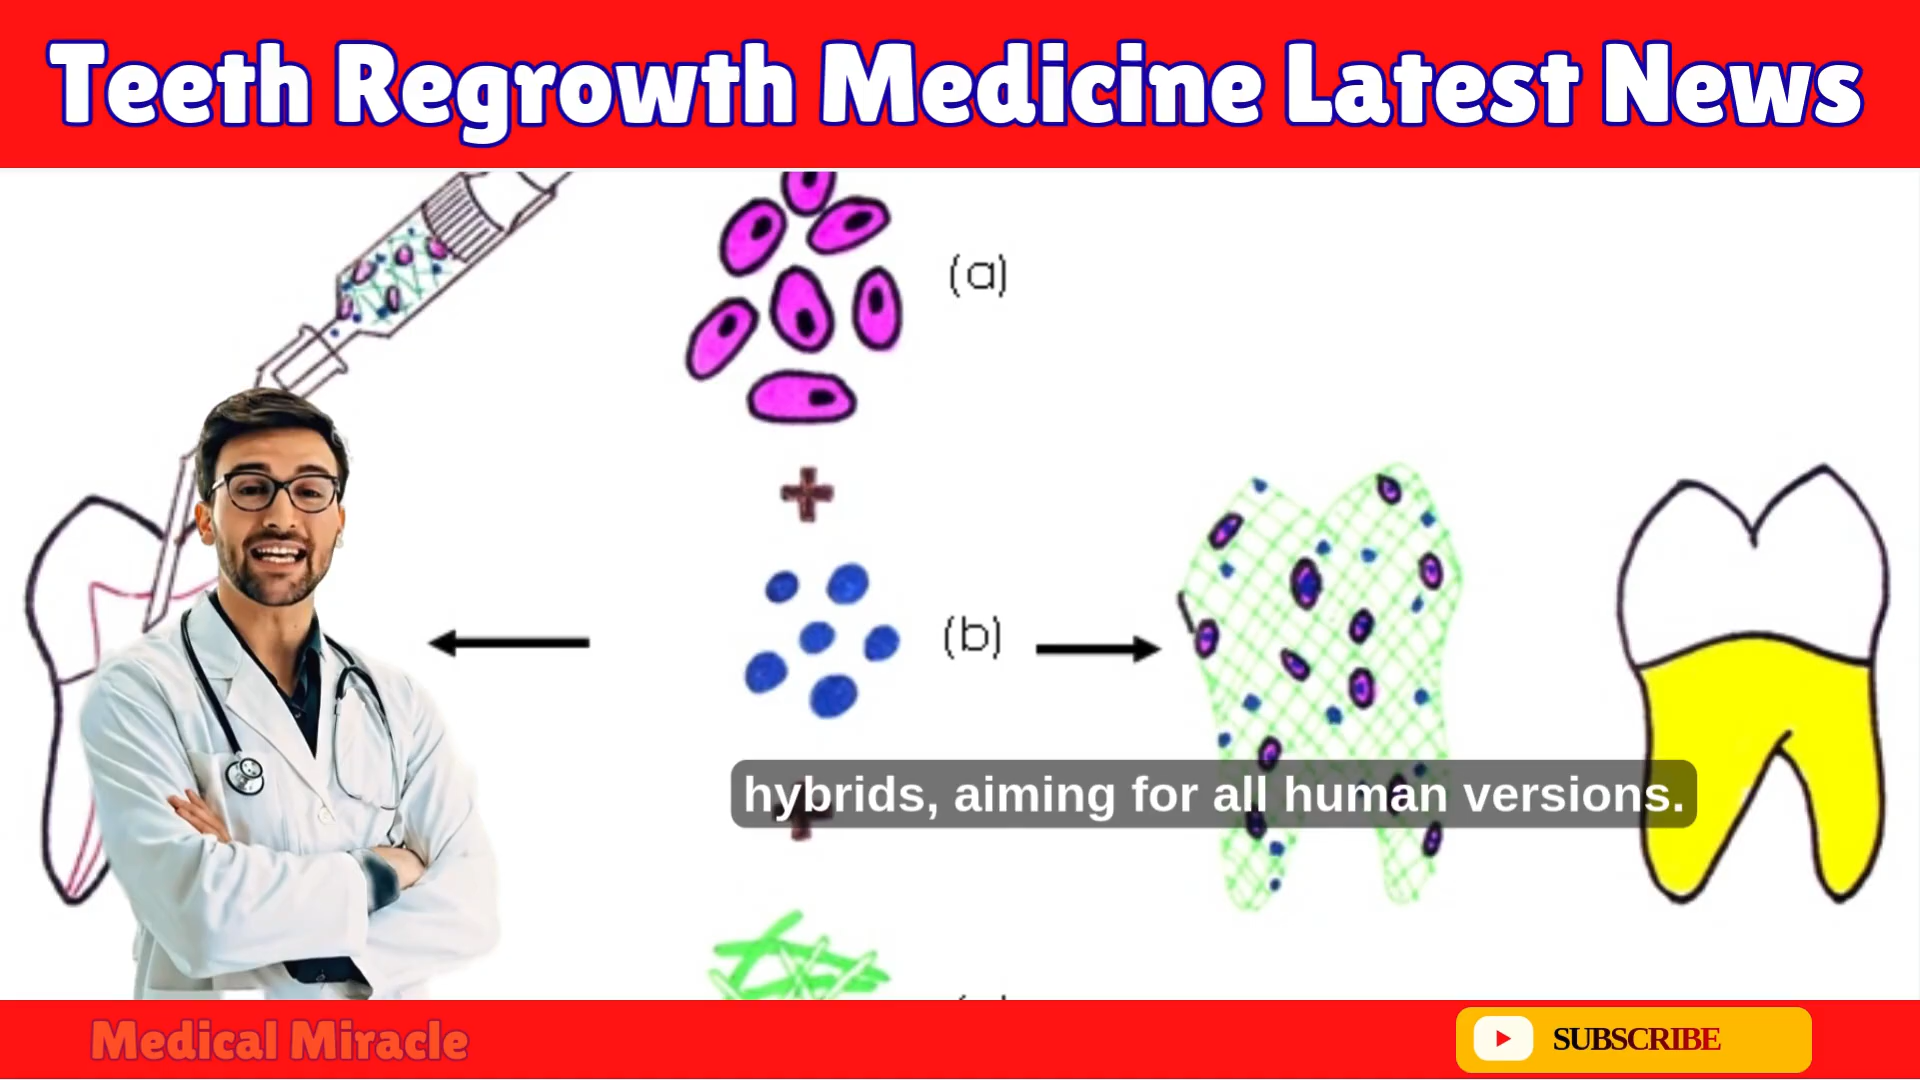 Teeth Regrowth Medicine Latest News
(a)
(b)
hybrids, aiming for all human versions.
Medical Miracle
SUBSCRIBE